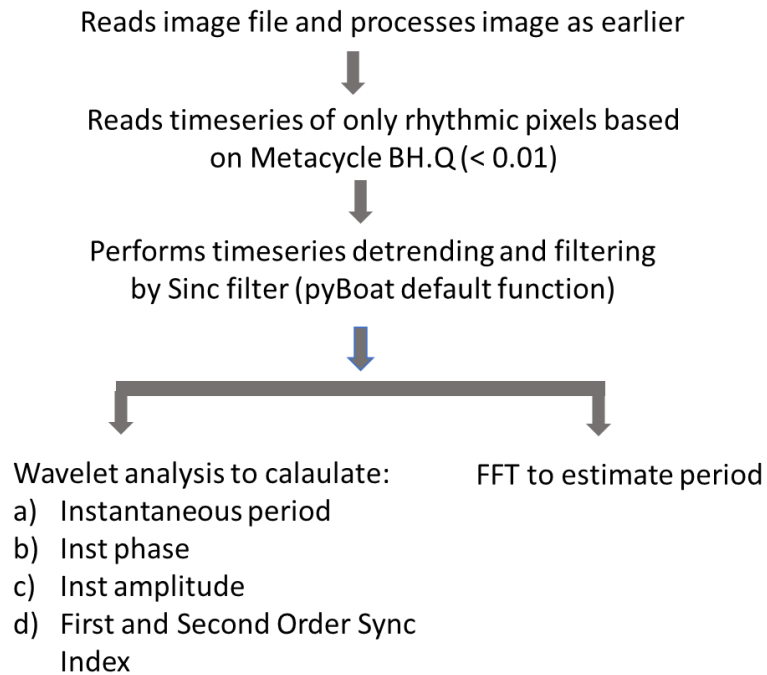 Reads image file and processes image as earlier
Reads timeseries of only rhythmic pixels based
on Metacycle BH.Q (< 0.01)
Performs timeseries detrending and filtering
by Sinc filter (pyBoat default function)
Wavelet analysis to calaulate:
a) Instantaneous period
b) Inst phase
c) Inst amplitude
d) First and Second Order Sync
Index
FFT to estimate period